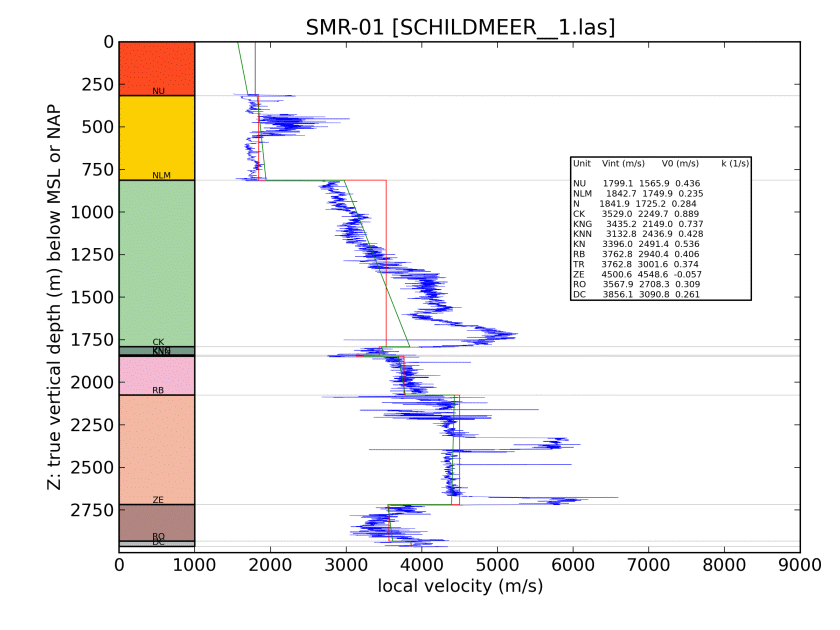 SMR-01 [SCHILDMEER__1.las]
0
250
500
750
1000
1250
1500
1750
2000
2250
2500
2750
Z: true vertical depth (m) below MSL or NAP
NU
NLM
CK
RB
ZE
RO
DC
Unit Vint (m/s) V0 (m/s) k (1/s)
NU 1799.1 1565.9 0.436
NLM 1842.7 1749.9 0.235
N 1841.9 1725.2 0.284
CK 3529.0 2249.7 0.889
KNG 3435.2 2149.0 0.737
KNN 3132.8 2436.9 0.428
KN 3396.0 2491.4 0.536
RB 3762.8 2940.4 0.406
TR 3762.8 3001.6 0.374
ZE 4500.6 4548.6 -0.057
RO 3567.9 2708.3 0.309
DC 3856.1 3090.8 0.261
0 1000 2000 3000 4000 5000 6000 7000 8000 9000
local velocity (m/s)